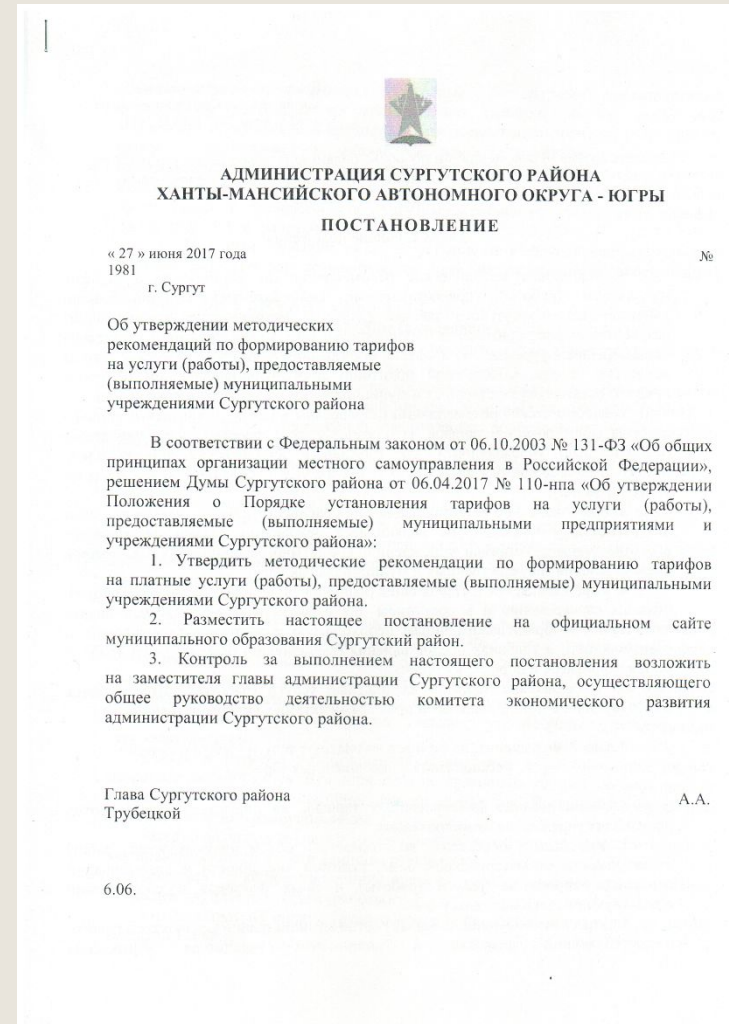 АДМИНИСТРАЦИЯ СУРГУТСКОГО РАЙОНА
ХАНТЫ-МАНСИЙСКОГО АВТОНОМНОГО ОКРУГА - ЮГРЫ
ПОСТАНОВЛЕНИЕ
« 27 » июня 2017 года №
1981
г. Сургут
Об утверждении методических
рекомендаций по формированию тарифов
на услуги (работы), предоставляемые
(выполняемые) муниципальными
учреждениями Сургутского района
В соответствии с Федеральным законом от 06.10.2003 № 131-ФЗ «Об общих
принципах организации местного самоуправления в Российской Федерации»,
решением Думы Сургутского района от 06.04.2017 № 110-нпа «Об утверждении
Положения о Порядке установления тарифов на услуги (работы),
предоставляемые (выполняемые) муниципальными предприятиями и
учреждениями Сургутского района»:
1. Утвердить методические рекомендации по формированию тарифов
на платные услуги (работы), предоставляемые (выполняемые) муниципальными
учреждениями Сургутского района.
2. Разместить настоящее постановление на официальном сайте
муниципального образования Сургутский район.
3. Контроль за выполнением настоящего постановления возложить
на заместителя главы администрации Сургутского района, осуществляющего
общее руководство деятельностью комитета экономического развития
администрации Сургутского района.
Глава Сургутского района А.А.
Трубецкой
6.06.